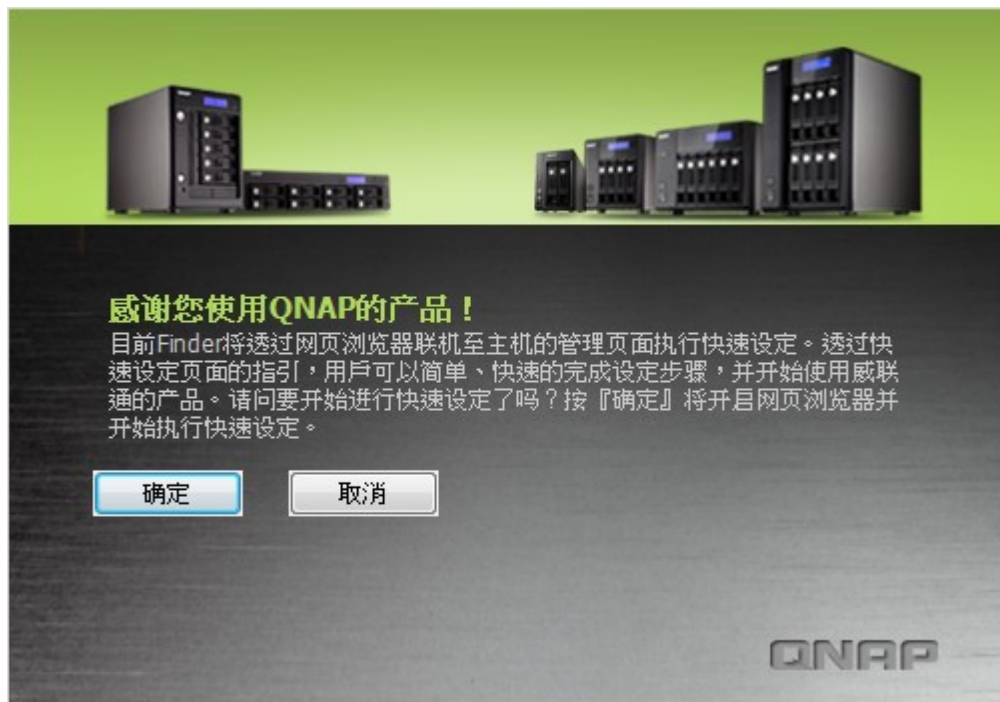 感谢您使用QNAP的产品！
目前Finder将透过网页浏览器联机至主机的管理页面执行快速设定。透过快
速设定页面的指引，用戶可以简单、快速的完成设定步骤，并开始使用威联
通的产品。请问要开始进行快速设定了吗？按『确定』将开启网页浏览器并
开始执行快速设定。
确定
取消
QNAP